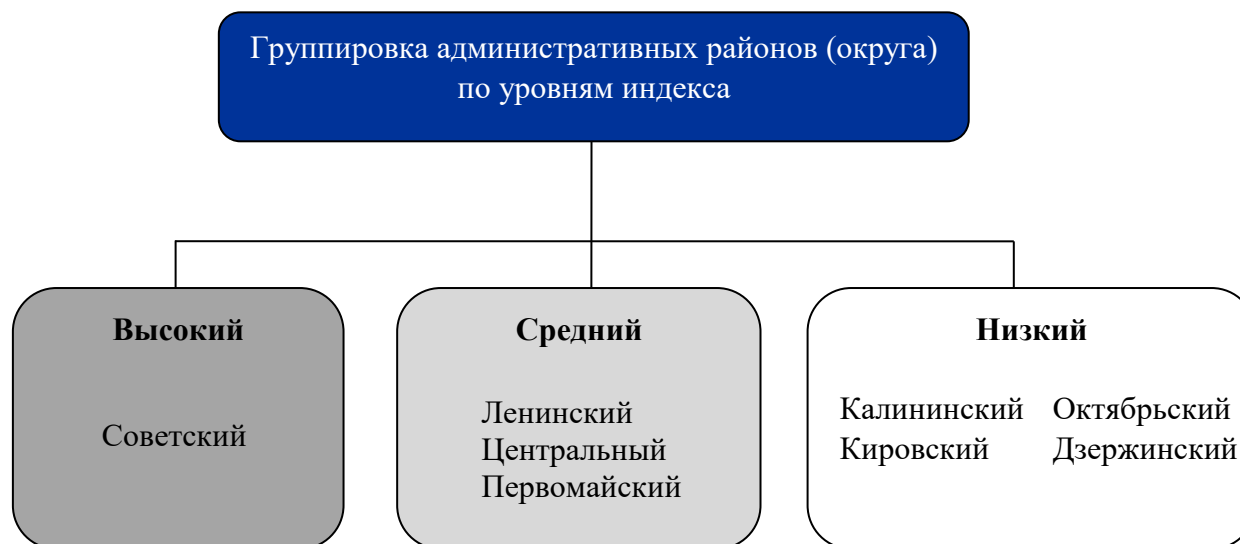 Группировка административных районов (округа)
по уровням индекса
Высокий
Советский
Средний
Ленинский
Центральный
Первомайский
Низкий
Калининский Октябрьский
Кировский Дзержинский